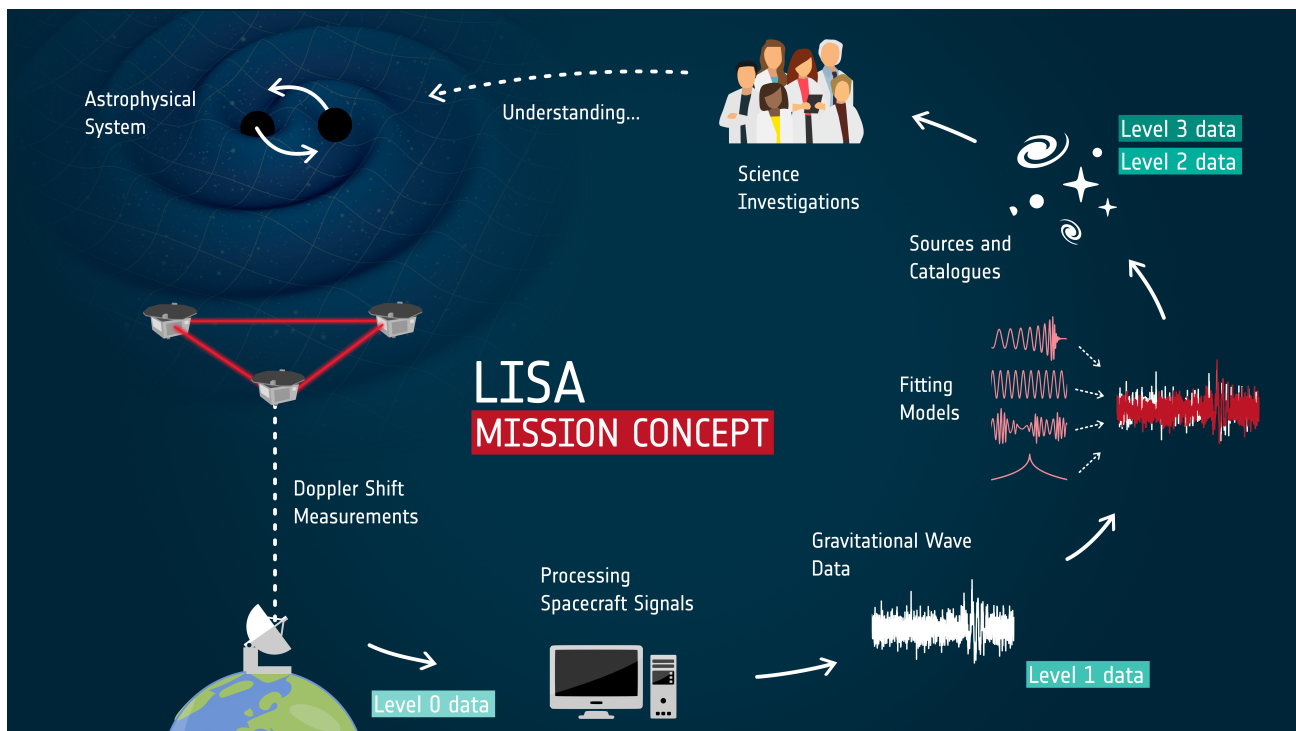 Astrophysical
System
Understanding...
Science
Investigations
Level 3 data
Level 2 data
Sources and
Catalogues
LISA
MISSION CONCEPT
Fitting
Models
Doppler Shift
Measurements
Gravitational Wave
Data
Processing
Spacecraft Signals
Level 1 data
Level 0 data